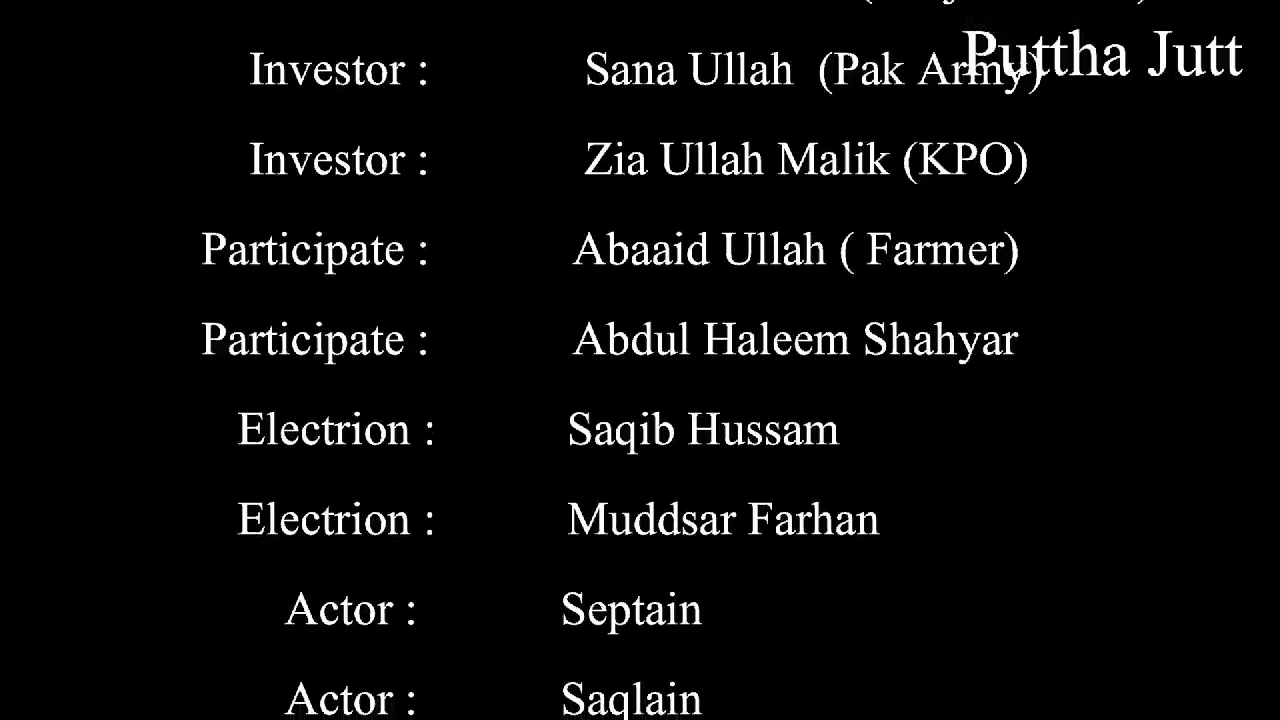 Puttha Jutt
Investor : Sana Ullah (Pak Army)
Investor : Zia Ullah Malik (KPO)
Participate : Abaaid Ullah ( Farmer)
Participate : Abdul Haleem Shahyar
Electrion : Saqib Hussam
Electrion : Muddsar Farhan
Actor : Septain
Actor : Saqlain